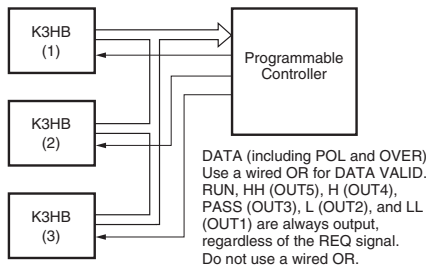 K3HB
(1)
Programmable
Controller
K3HB
(2)
K3HB
(3)
DATA (including POL and OVER)
Use a wired OR for DATA VALID.
RUN, HH (OUT5), H (OUT4),
PASS (OUT3), L (OUT2), and LL
(OUT1) are always output,
regardless of the REQ signal.
Do not use a wired OR.